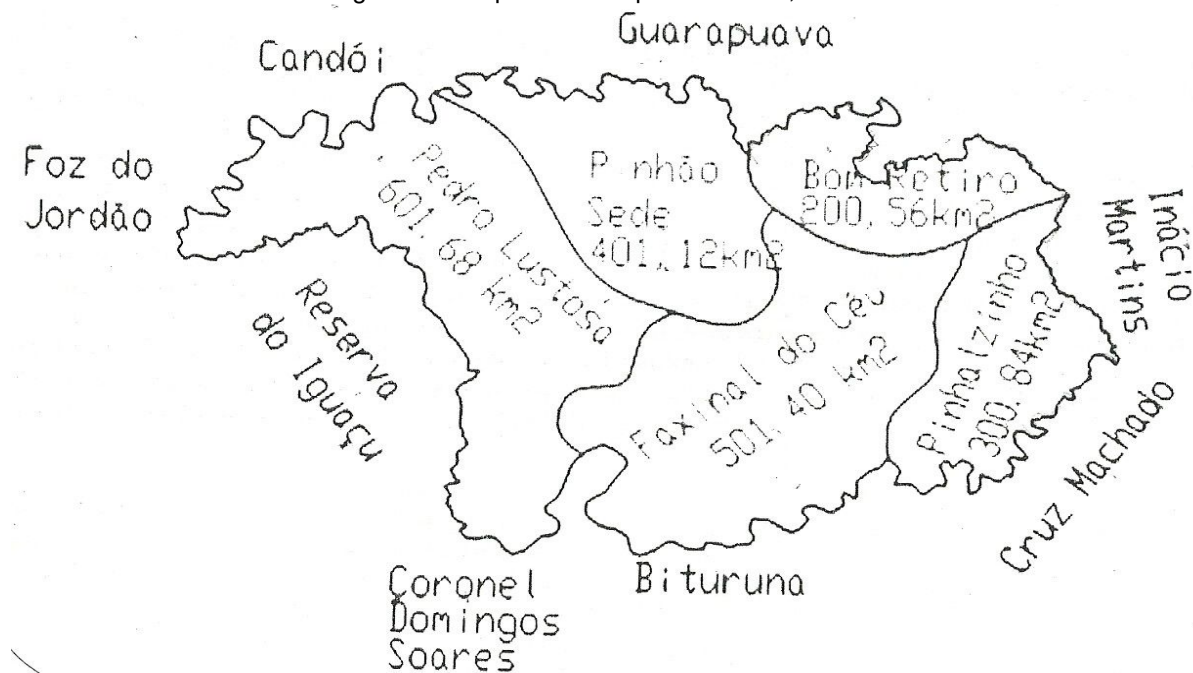 Guarapuava
Candói
Foz do
Jordão
Pedro Lustosa
601, 68 km2
P nhão
Sede
401, 12km2
Bom Retiro
200, 56km2
Inácio
Martins
Reserva
do Iguaçu
Faxinal do Céu
501, 40 km2
Pinhalzinho
300, 84km2
Cruz Machado
Coronel
Domingos
Soares
Bituruna